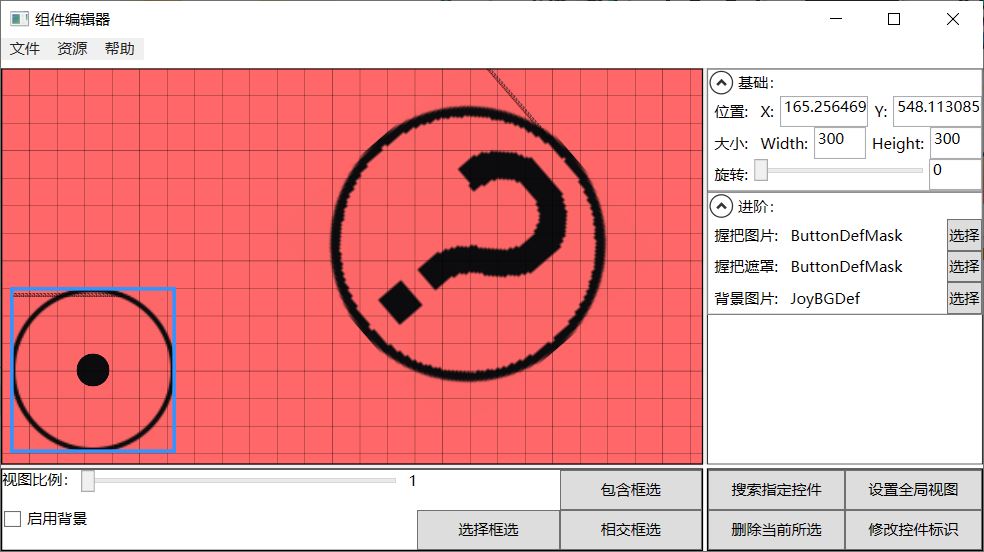 组件编辑器
文件 资源 帮助
?
基础:
位置: X: 165.256469 Y: 548.113085
大小: Width: 300 Height: 300
旋转: 0
进阶:
握把图片: ButtonDefMask 选择
握把遮罩: ButtonDefMask 选择
背景图片: JoyBGDef 选择
视图比例: 1
包含框选
启用背景
选择框选 相交框选
搜索指定控件 设置全局视图
删除当前所选 修改控件标识